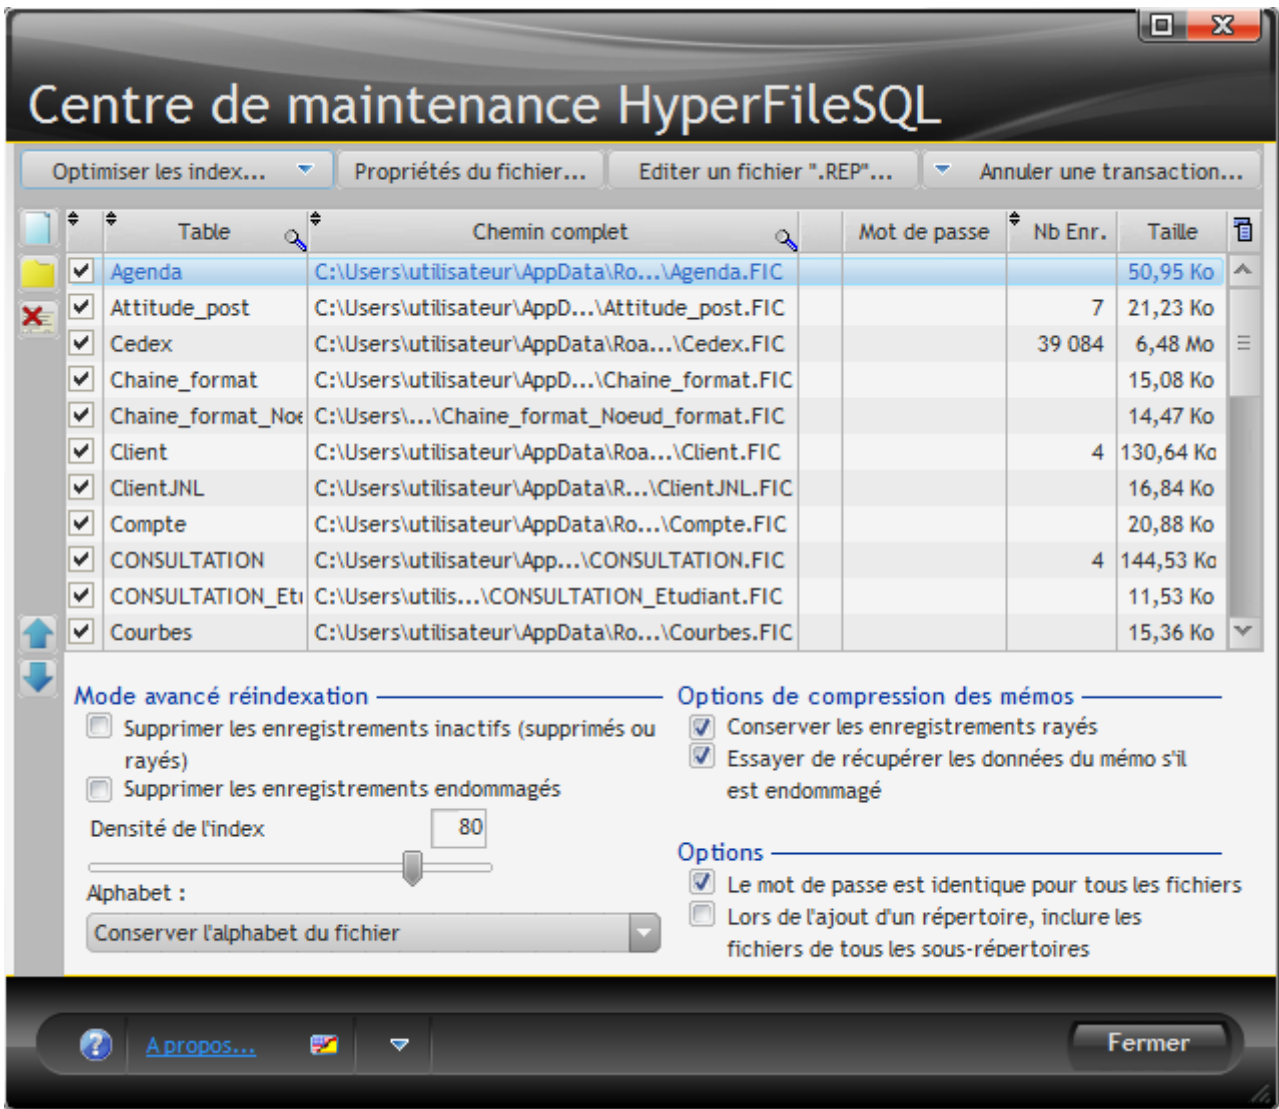 Centre de maintenance HyperFileSQL
Optimiser les index... Propriétés du fichier... Editer un fichier ".REP"... Annuler une transaction...
Table Chemin complet Mot de passe Nb Enr. Taille
Agenda C:\Users\utilisateur\AppData\Ro...\Agenda.FIC 50,95 Ko
Attitude_post C:\Users\utilisateur\AppD...\Attitude_post.FIC 7 21,23 Ko
Cedex C:\Users\utilisateur\AppData\Roa...\Cedex.FIC 39 084 6,48 Mo
Chaine_format C:\Users\utilisateur\AppD...\Chaine_format.FIC 15,08 Ko
Chaine_format_Noe C:\Users\...\Chaine_format_Noeud_format.FIC 14,47 Ko
Client C:\Users\utilisateur\AppData\Roa...\Client.FIC 4 130,64 Ko
ClientJNL C:\Users\utilisateur\AppData\R...\ClientJNL.FIC 16,84 Ko
Compte C:\Users\utilisateur\AppData\Ro...\Compte.FIC 20,88 Ko
CONSULTATION C:\Users\utilisateur\App...\CONSULTATION.FIC 4 144,53 Ko
CONSULTATION_Etu C:\Users\utilis...\CONSULTATION_Etudiant.FIC 11,53 Ko
Courbes C:\Users\utilisateur\AppData\Ro...\Courbes.FIC 15,36 Ko
Mode avancé réindexation
Supprimer les enregistrements inactifs (supprimés ou
rayés)
Supprimer les enregistrements endommagés
Densité de l'index 80
Alphabet :
Conserver l'alphabet du fichier
Options de compression des mémos
Conserver les enregistrements rayés
Essayer de récupérer les données du mémo s'il
est endommagé
Options
Le mot de passe est identique pour tous les fichiers
Lors de l'ajout d'un répertoire, inclure les
fichiers de tous les sous-répertoires
A propos... Fermer